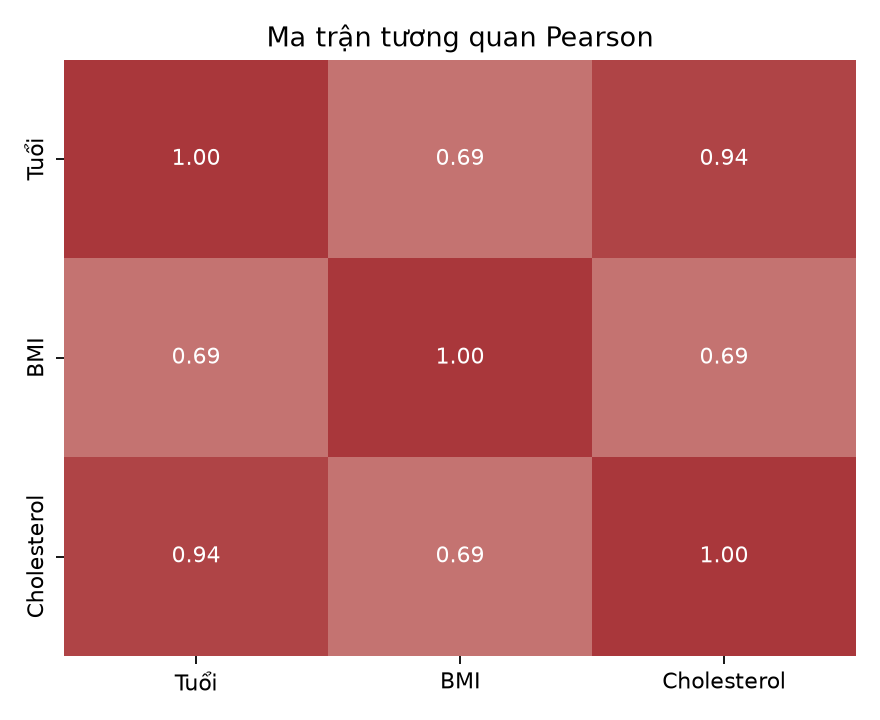 Ma trận tương quan Pearson
Tuổi
1.00
0.69
0.94
BMI
0.69
1.00
0.69
Cholesterol
0.94
0.69
1.00
Tuổi
BMI
Cholesterol